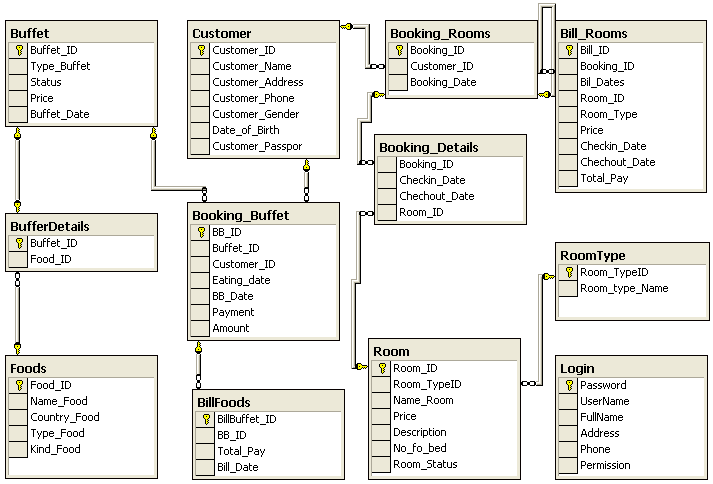 Buffet
Buffet_ID
Type_Buffet
Status
Price
Buffet_Date
Customer
Customer_ID
Customer_Name
Customer_Address
Customer_Phone
Customer_Gender
Date_of_Birth
Customer_Passpor
Booking_Rooms
Booking_ID
Customer_ID
Booking_Date
Bill_Rooms
Bill_ID
Booking_ID
Bil_Dates
Room_ID
Room_Type
Price
Checkin_Date
Chechout_Date
Total_Pay
Booking_Details
Booking_ID
Checkin_Date
Chechout_Date
Room_ID
BufferDetails
Buffet_ID
Food_ID
Booking_Buffet
BB_ID
Buffet_ID
Customer_ID
Eating_date
BB_Date
Payment
Amount
RoomType
Room_TypeID
Room_type_Name
Foods
Food_ID
Name_Food
Country_Food
Type_Food
Kind_Food
BillFoods
BillBuffet_ID
BB_ID
Total_Pay
Bill_Date
Room
Room_ID
Room_TypeID
Name_Room
Price
Description
No_fo_bed
Room_Status
Login
Password
UserName
FullName
Address
Phone
Permission